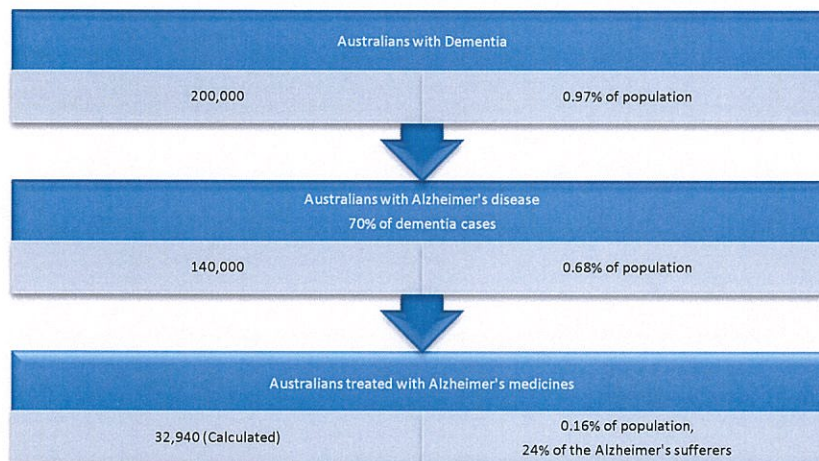 Australians with Dementia
200,000
0.97% of population
Australians with Alzheimer's disease
70% of dementia cases
140,000
0.68% of population
Australians treated with Alzheimer's medicines
32,940 (Calculated)
0.16% of population,
24% of the Alzheimer's sufferers